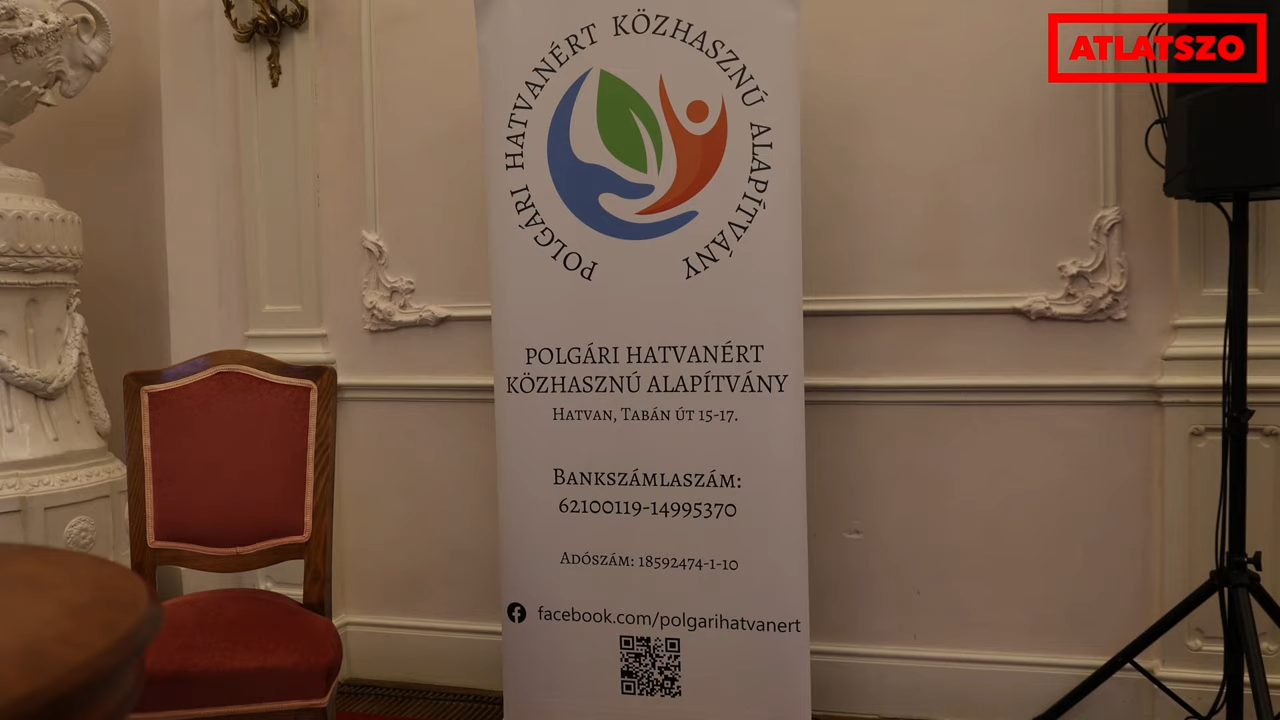 ATLATSZO
POLGÁRI HATVANÉRT KÖZHASZNÚ ALAPÍTVÁNY
POLGÁRI HATVANÉRT
KÖZHASZNÚ ALAPÍTVÁNY
HATVAN, TABÁN ÚT 15-17.
BANKSZÁMLASZÁM:
62100119-14995370
ADÓSZÁM: 18592474-1-10
facebook.com/polgarihatvanert